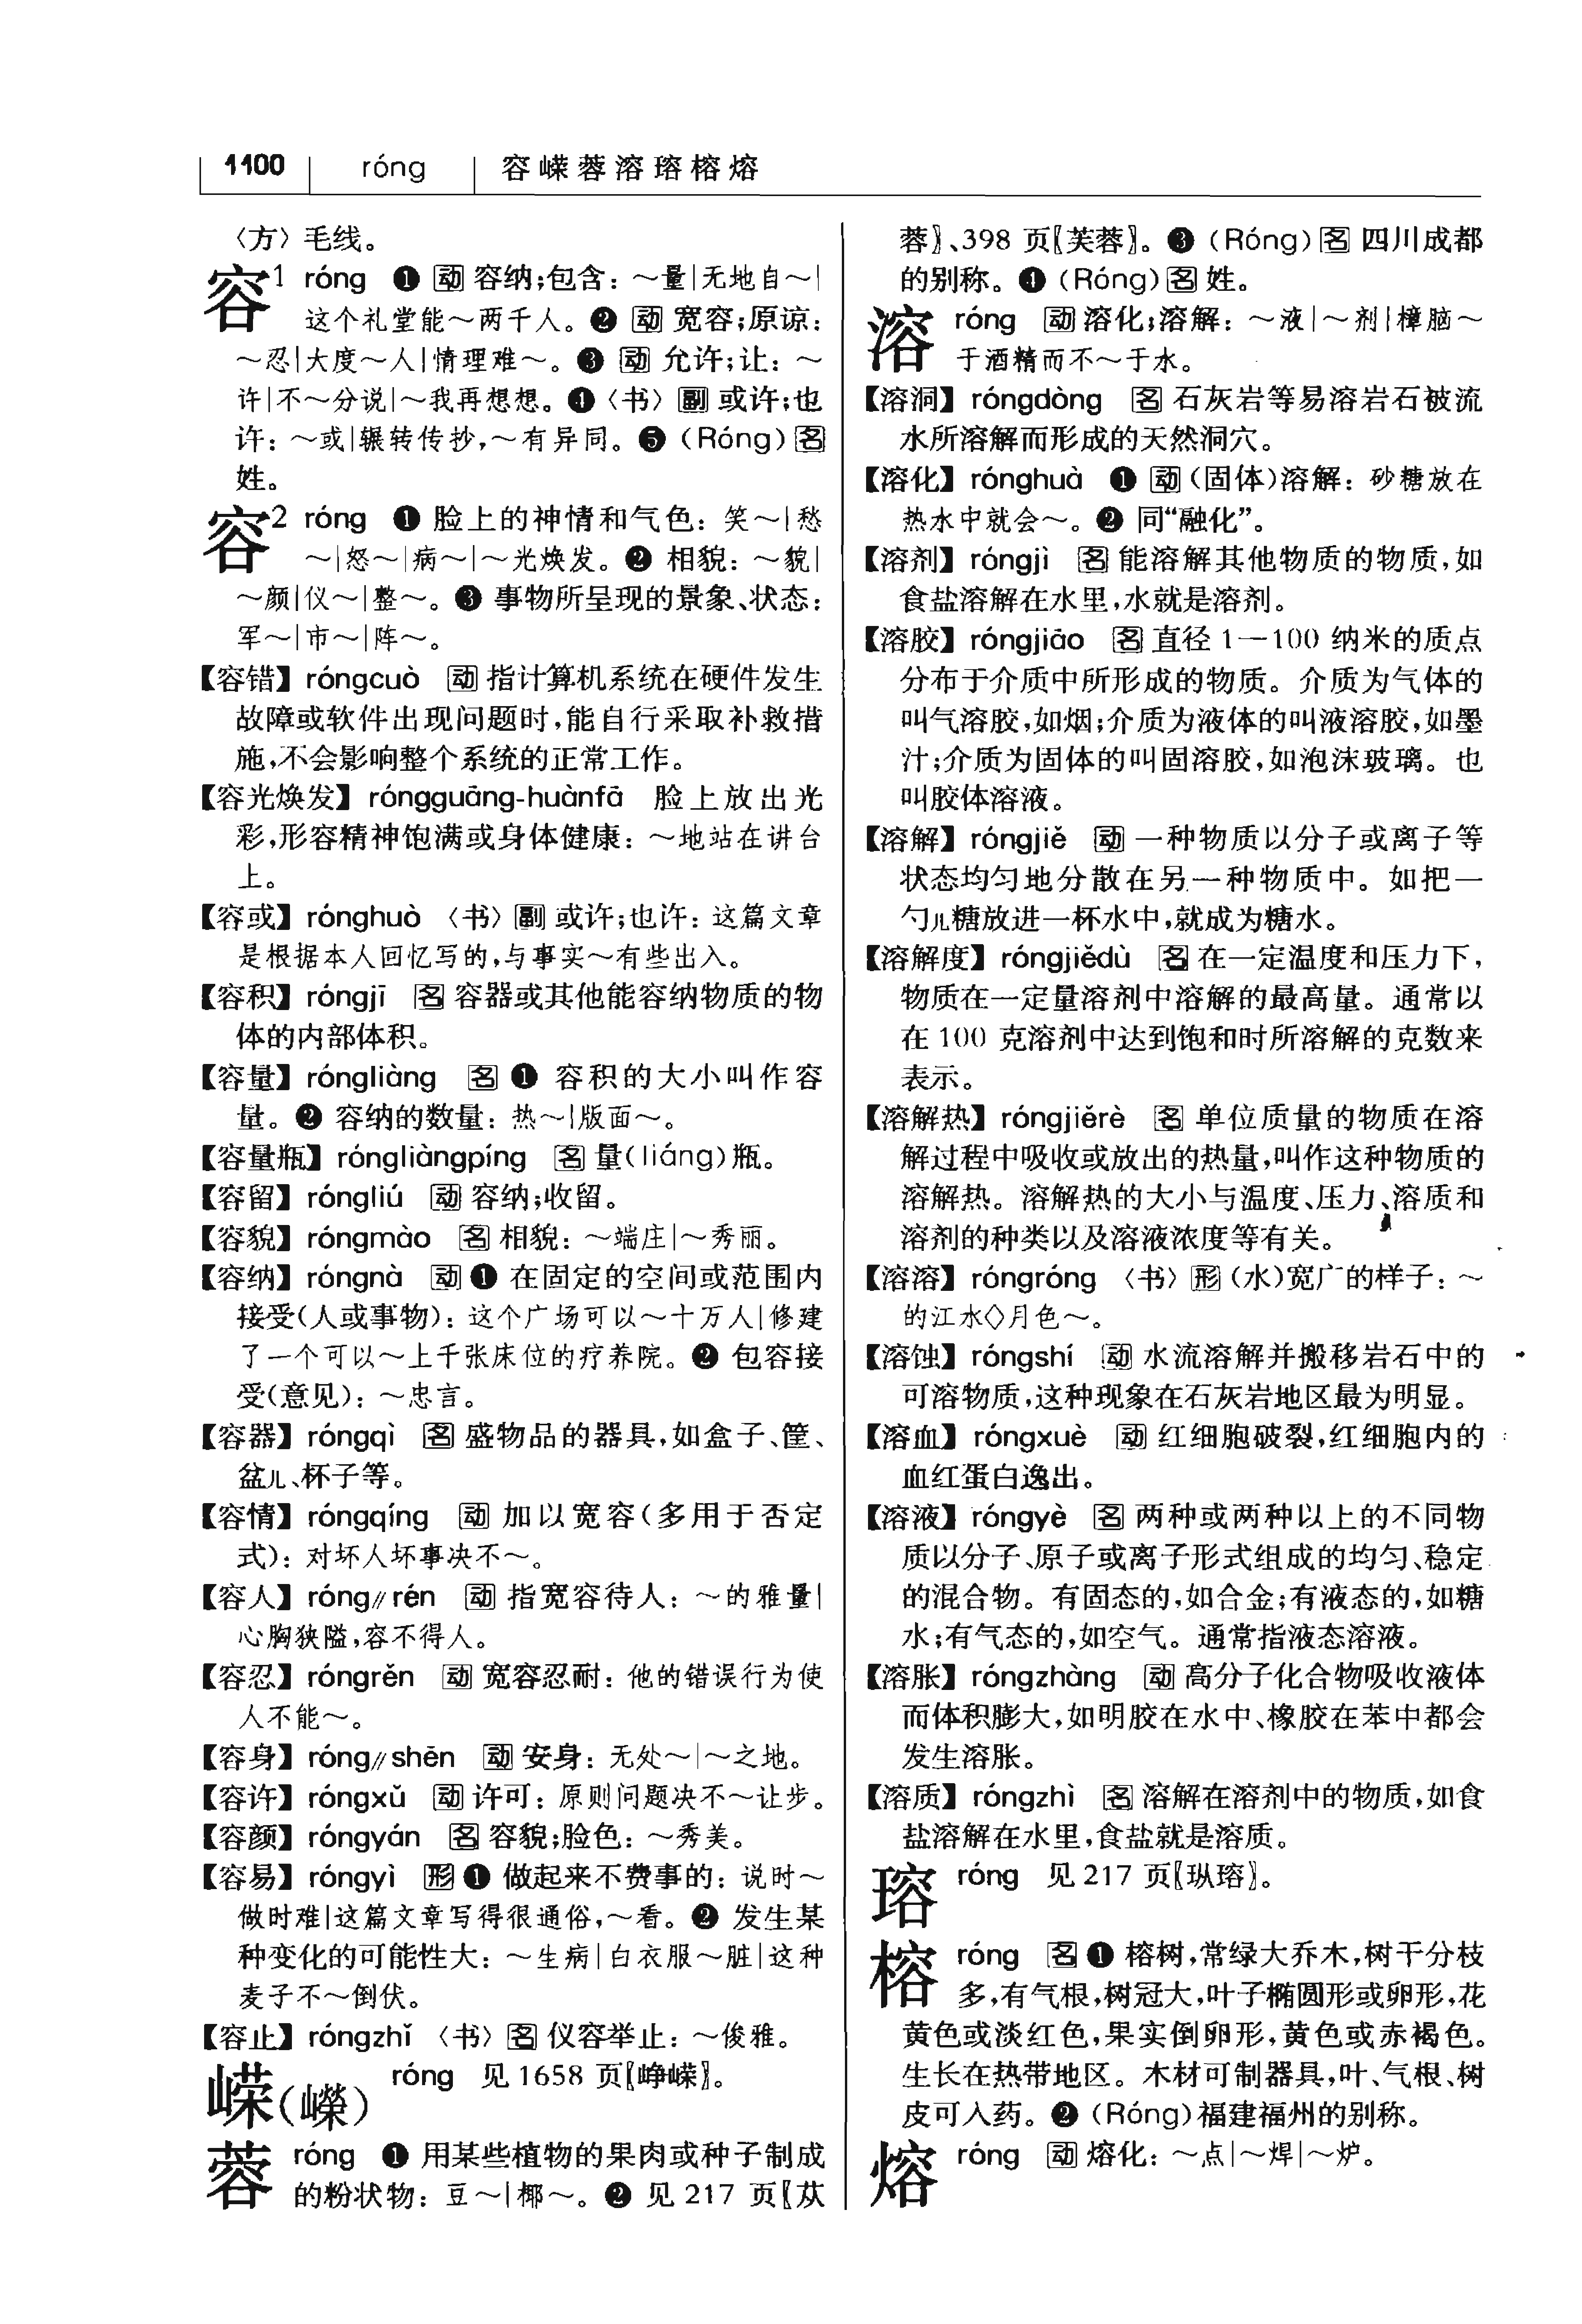 1100 róng 容嵘蓉溶瑢榕熔
〈方〉毛线。
容¹ róng ❶ 动 容纳;包含: ～量|无地自～|
这个礼堂能～两千人。❷ 动 宽容;原谅:
～忍|大度～人|情理难～。❸ 动 允许;让: ～
许|不～分说|～我再想想。❹〈书〉副 或许;也
许: ～或|辗转传抄,～有异同。❺ (Róng) 名
姓。
容² róng ❶ 脸上的神情和气色: 笑～|愁
～|怒～|病～|～光焕发。❷ 相貌: ～貌|
～颜|仪～|整～。❸ 事物所呈现的景象、状态:
军～|市～|阵～。
【容错】 róngcuò 动 指计算机系统在硬件发生
故障或软件出现问题时,能自行采取补救措
施,不会影响整个系统的正常工作。
【容光焕发】 róngguāng-huànfā 脸上放出光
彩,形容精神饱满或身体健康: ～地站在讲台
上。
【容或】 rónghuò 〈书〉副 或许;也许: 这篇文章
是根据本人回忆写的,与事实～有些出入。
【容积】 róngjī 名 容器或其他能容纳物质的物
体的内部体积。
【容量】 róngliàng 名 ❶ 容积的大小叫作容
量。❷ 容纳的数量: 热～|版面～。
【容量瓶】 róngliàngpíng 名 量(liáng)瓶。
【容留】 róngliú 动 容纳;收留。
【容貌】 róngmào 名 相貌: ～端庄|～秀丽。
【容纳】 róngnà 动 ❶ 在固定的空间或范围内
接受(人或事物): 这个广场可以～十万人|修建
了一个可以～上千张床位的疗养院。❷ 包容接
受(意见): ～忠言。
【容器】 róngqì 名 盛物品的器具,如盒子、筐、
盆儿、杯子等。
【容情】 róngqíng 动 加以宽容(多用于否定
式): 对坏人坏事决不～。
【容人】 róng∥rén 动 指宽容待人: ～的雅量|
心胸狭隘,容不得人。
【容忍】 róngrěn 动 宽容忍耐: 他的错误行为使
人不能～。
【容身】 róng∥shēn 动 安身: 无处～|～之地。
【容许】 róngxǔ 动 许可: 原则问题决不～让步。
【容颜】 róngyán 名 容貌;脸色: ～秀美。
【容易】 róngyì 形 ❶ 做起来不费事的: 说时～
做时难|这篇文章写得很通俗,～看。❷ 发生某
种变化的可能性大: ～生病|白衣服～脏|这种
麦子不～倒伏。
【容止】 róngzhǐ 〈书〉名 仪容举止: ～俊雅。
嵘(嶸) róng 见 1658 页〖峥嵘〗。
蓉 róng ❶ 用某些植物的果肉或种子制成
的粉状物: 豆～|椰～。❷ 见 217 页〖苁
蓉〗、398 页〖芙蓉〗。❸ (Róng) 名 四川成都
的别称。❹ (Róng) 名 姓。
溶 róng 动 溶化;溶解: ～液|～剂|樟脑～
于酒精而不～于水。
【溶洞】 róngdòng 名 石灰岩等易溶岩石被流
水所溶解而形成的天然洞穴。
【溶化】 rónghuà ❶ 动 (固体)溶解: 砂糖放在
热水中就会～。❷ 同“融化”。
【溶剂】 róngjì 名 能溶解其他物质的物质,如
食盐溶解在水里,水就是溶剂。
【溶胶】 róngjiāo 名 直径 1—100 纳米的质点
分布于介质中所形成的物质。介质为气体的
叫气溶胶,如烟;介质为液体的叫液溶胶,如墨
汁;介质为固体的叫固溶胶,如泡沫玻璃。也
叫胶体溶液。
【溶解】 róngjiě 动 一种物质以分子或离子等
状态均匀地分散在另一种物质中。如把一
勺儿糖放进一杯水中,就成为糖水。
【溶解度】 róngjiědù 名 在一定温度和压力下,
物质在一定量溶剂中溶解的最高量。通常以
在 100 克溶剂中达到饱和时所溶解的克数来
表示。
【溶解热】 róngjiěrè 名 单位质量的物质在溶
解过程中吸收或放出的热量,叫作这种物质的
溶解热。溶解热的大小与温度、压力、溶质和
溶剂的种类以及溶液浓度等有关。
【溶溶】 róngróng 〈书〉形 (水)宽广的样子: ～
的江水◇月色～。
【溶蚀】 róngshí 动 水流溶解并搬移岩石中的
可溶物质,这种现象在石灰岩地区最为明显。
【溶血】 róngxuè 动 红细胞破裂,红细胞内的
血红蛋白逸出。
【溶液】 róngyè 名 两种或两种以上的不同物
质以分子、原子或离子形式组成的均匀、稳定
的混合物。有固态的,如合金;有液态的,如糖
水;有气态的,如空气。通常指液态溶液。
【溶胀】 róngzhàng 动 高分子化合物吸收液体
而体积膨大,如明胶在水中、橡胶在苯中都会
发生溶胀。
【溶质】 róngzhì 名 溶解在溶剂中的物质,如食
盐溶解在水里,食盐就是溶质。
瑢 róng 见 217 页〖玑瑢〗。
榕 róng 名 ❶ 榕树,常绿大乔木,树干分枝
多,有气根,树冠大,叶子椭圆形或卵形,花
黄色或淡红色,果实倒卵形,黄色或赤褐色。
生长在热带地区。木材可制器具,叶、气根、树
皮可入药。❷ (Róng)福建福州的别称。
熔 róng 动 熔化: ～点|～焊|～炉。